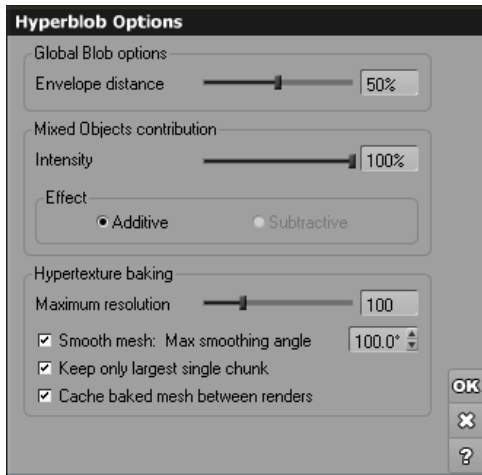 Hyperblob Options
Global Blob options
Envelope distance 50%
Mixed Objects contribution
Intensity 100%
Effect
Additive Subtractive
Hypertexture baking
Maximum resolution 100
Smooth mesh: Max smoothing angle 100.0°
Keep only largest single chunk
Cache baked mesh between renders
OK
?